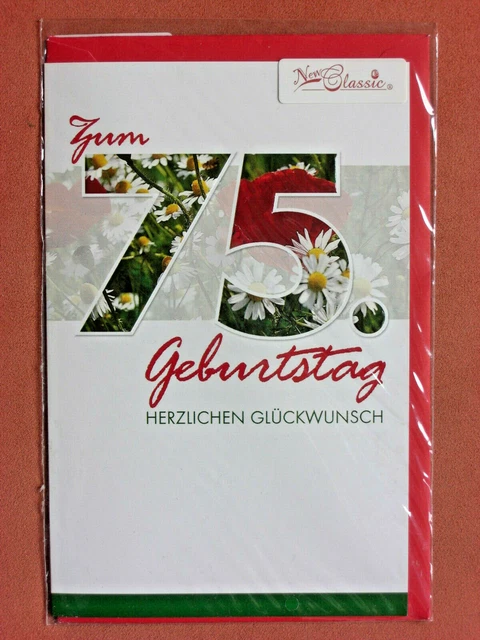 New Classic ®
Zum
75.
Geburtstag
HERZLICHEN GLÜCKWUNSCH